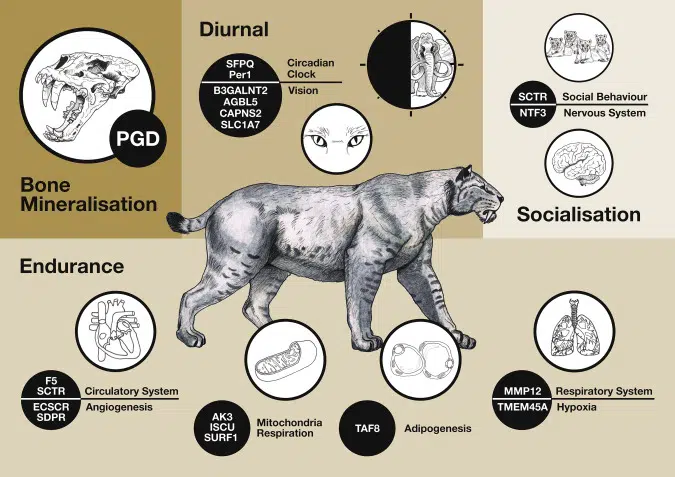 Diurnal
SFPQ
Per1
Circadian
Clock
B3GALNT2
AGBL5
CAPNS2
SLC1A7
Vision
PGD
Bone
Mineralisation
SCTR
Social Behaviour
NTF3
Nervous System
Socialisation
Endurance
F5
SCTR
Circulatory System
ECSCR
SDPR
Angiogenesis
AK3
ISCU
SURF1
Mitochondria
Respiration
TAF8
Adipogenesis
MMP12
Respiratory System
TMEM45A
Hypoxia